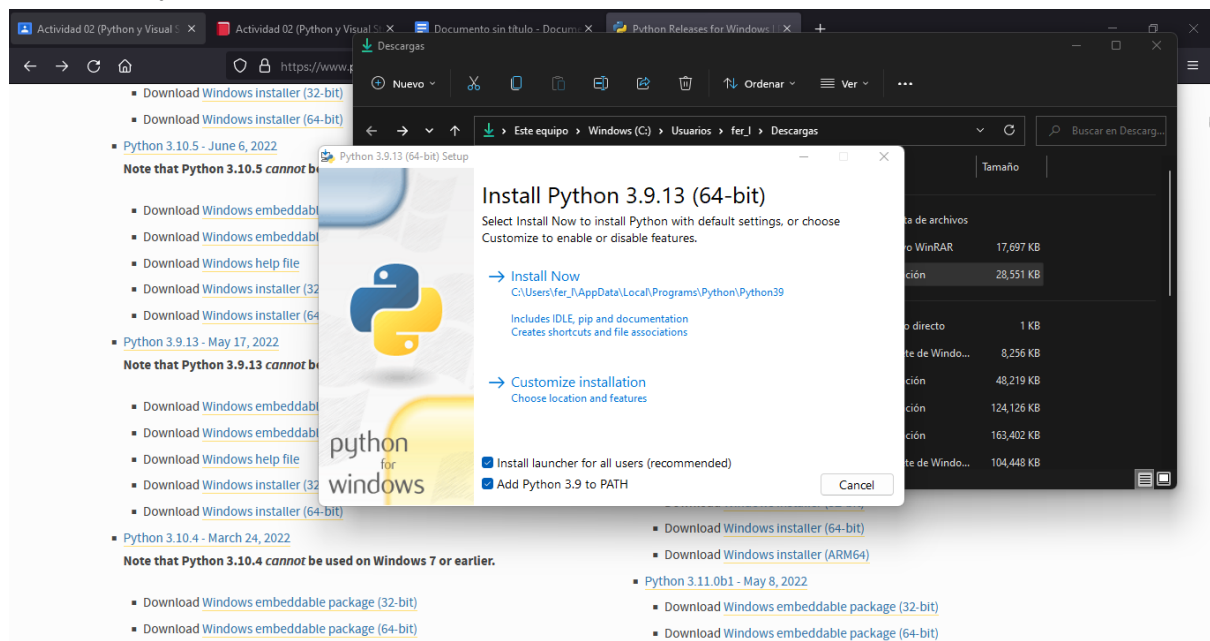 Actividad 02 (Python y Visual S
Actividad 02 (Python y Visual St
Documento sin título - Docume
Python Releases for Windows |
Descargas
https://www.p
Nuevo
Ordenar
Ver
Este equipo > Windows (C:) > Usuarios > fer_l > Descargas
Buscar en Descarg...
Download Windows installer (32-bit)
Download Windows installer (64-bit)
Python 3.10.5 - June 6, 2022
Note that Python 3.10.5 cannot be
Download Windows embeddabl
Download Windows embeddabl
Download Windows help file
Download Windows installer (32
Download Windows installer (64
Python 3.9.13 - May 17, 2022
Note that Python 3.9.13 cannot be
Download Windows embeddabl
Download Windows embeddabl
Download Windows help file
Download Windows installer (32
Download Windows installer (64-bit)
Python 3.10.4 - March 24, 2022
Note that Python 3.10.4 cannot be used on Windows 7 or earlier.
Download Windows embeddable package (32-bit)
Download Windows embeddable package (64-bit)
Python 3.9.13 (64-bit) Setup
Install Python 3.9.13 (64-bit)
Select Install Now to install Python with default settings, or choose
Customize to enable or disable features.
Install Now
C:\Users\fer_l\AppData\Local\Programs\Python\Python39
Includes IDLE, pip and documentation
Creates shortcuts and file associations
Customize installation
Choose location and features
python
for
windows
Install launcher for all users (recommended)
Add Python 3.9 to PATH
Cancel
Tamaño
ta de archivos
o WinRAR 17,697 KB
ción 28,551 KB
o directo 1 KB
te de Windo... 8,256 KB
ción 48,219 KB
ción 124,126 KB
ción 163,402 KB
te de Windo... 104,448 KB
Download Windows installer (64-bit)
Download Windows installer (ARM64)
Python 3.11.0b1 - May 8, 2022
Download Windows embeddable package (32-bit)
Download Windows embeddable package (64-bit)